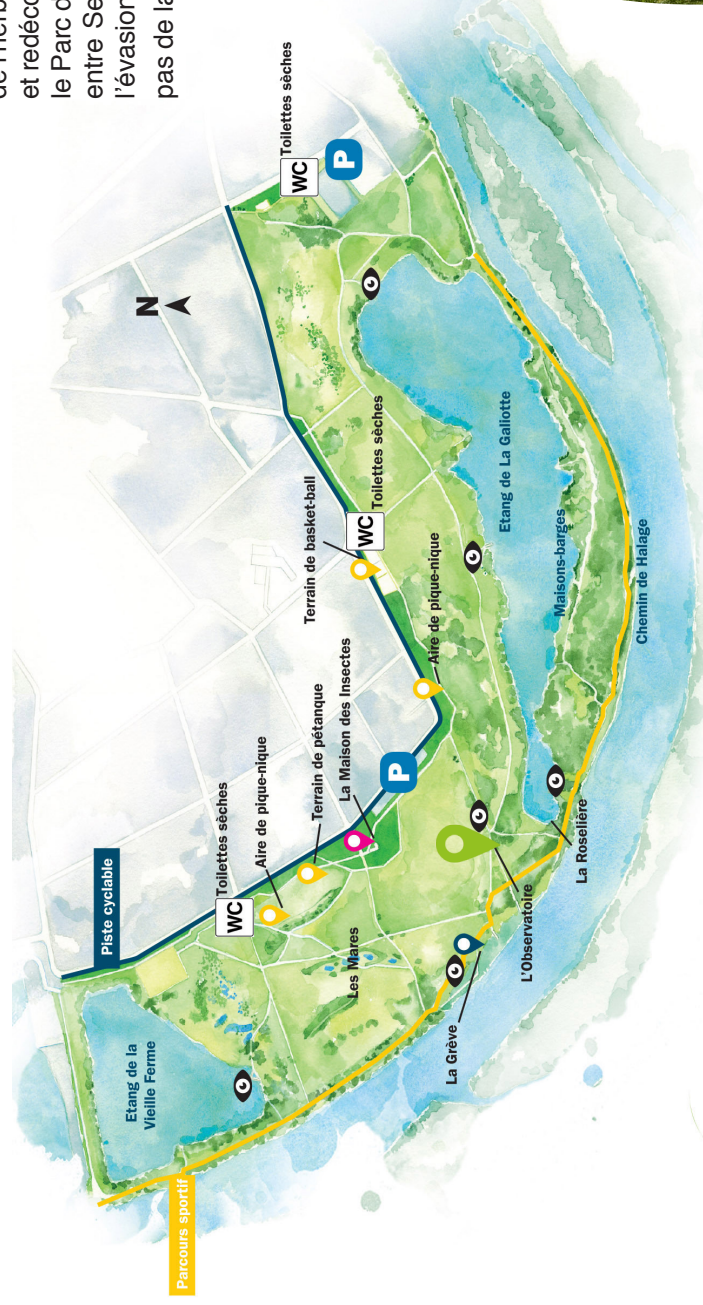 de l'herb
et redéco
le Parc d
entre Se
l'évasion
pas de la
Piste cyclable
Parcours sportif
Etang de la
Vieille Ferme
WC
Toilettes sèches
Aire de pique-nique
Terrain de pétanque
La Maison des Insectes
P
Les Mares
La Grève
L'Observatoire
La Roselière
Aire de pique-nique
Terrain de basket-ball
WC
Toilettes sèches
N
WC
Toilettes sèches
P
Etang de La Galiotte
Maisons-barges
Chemin de Halage